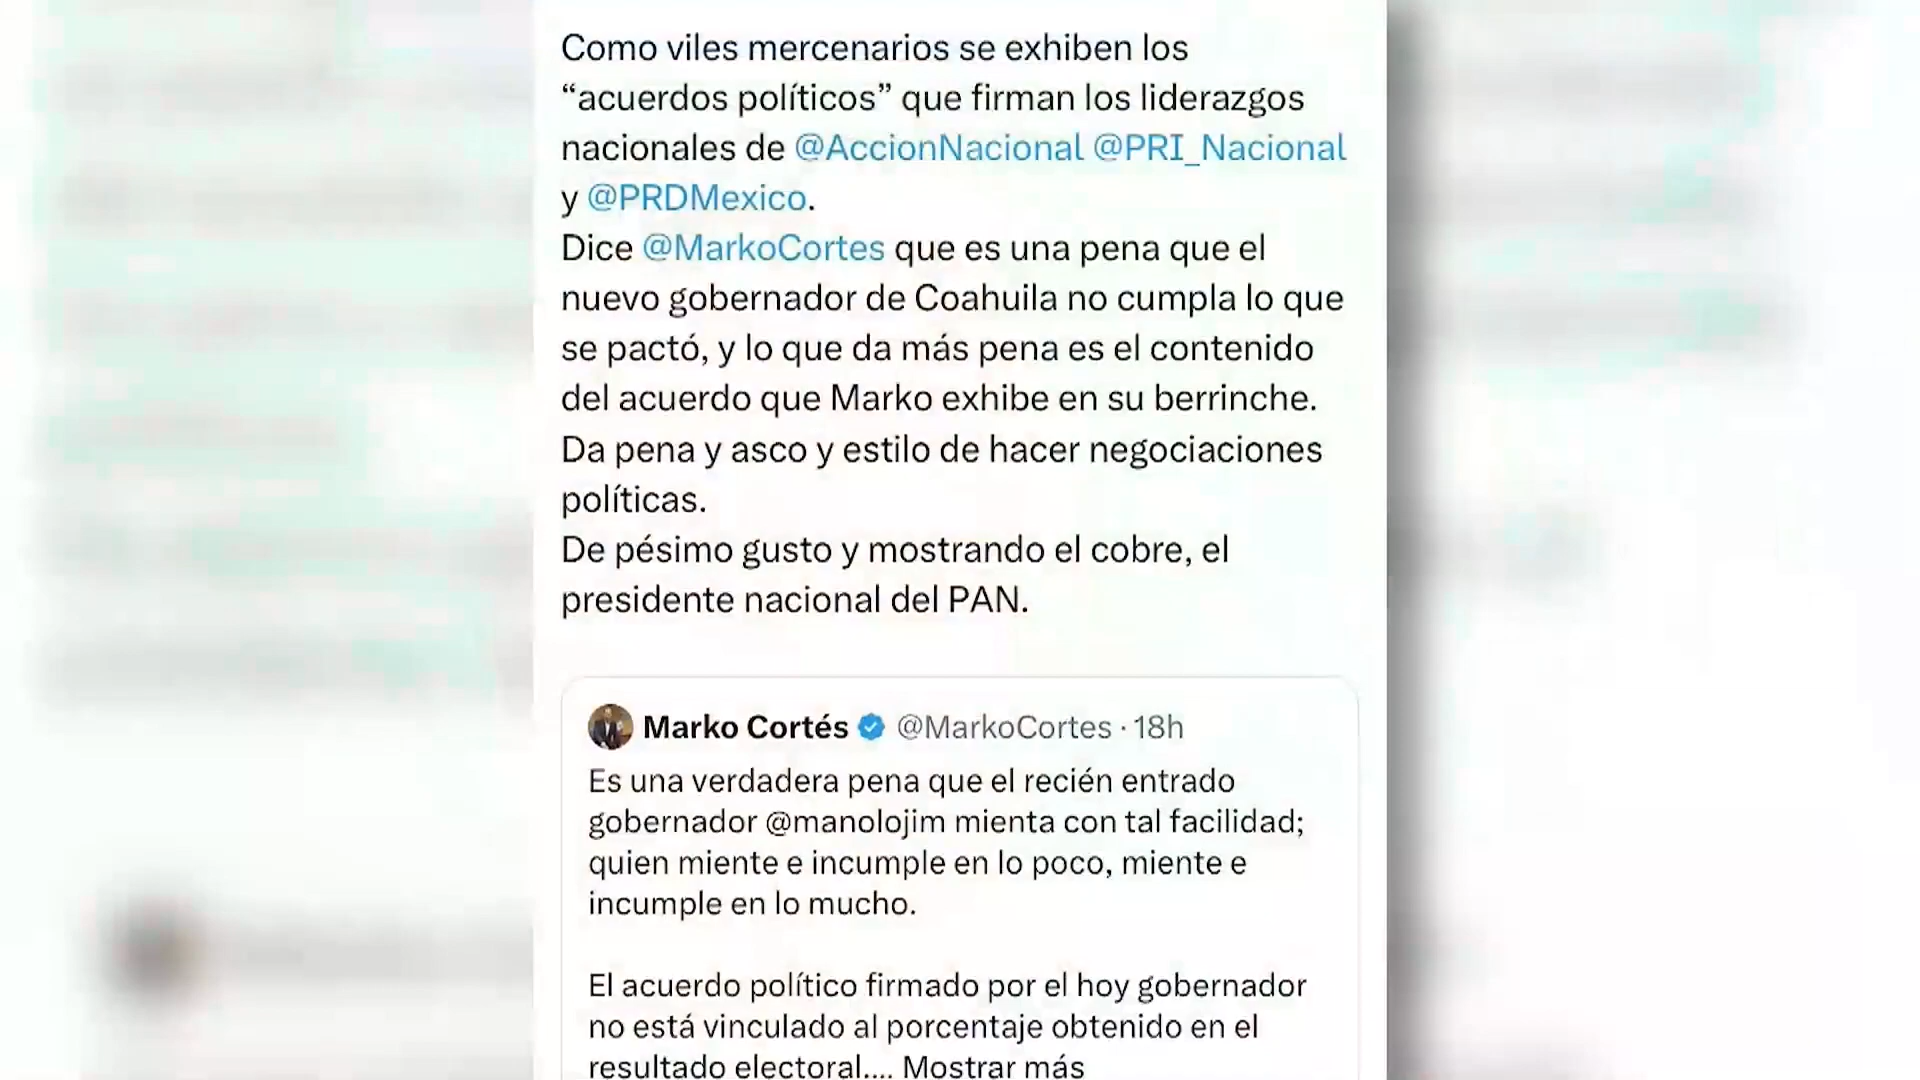 Como viles mercenarios se exhiben los
“acuerdos políticos” que firman los liderazgos
nacionales de @AccionNacional @PRI_Nacional
y @PRDMexico.
Dice @MarkoCortes que es una pena que el
nuevo gobernador de Coahuila no cumpla lo que
se pactó, y lo que da más pena es el contenido
del acuerdo que Marko exhibe en su berrinche.
Da pena y asco y estilo de hacer negociaciones
políticas.
De pésimo gusto y mostrando el cobre, el
presidente nacional del PAN.
Marko Cortés @MarkoCortes · 18h
Es una verdadera pena que el recién entrado
gobernador @manolojim mienta con tal facilidad;
quien miente e incumple en lo poco, miente e
incumple en lo mucho.
El acuerdo político firmado por el hoy gobernador
no está vinculado al porcentaje obtenido en el
resultado electoral.... Mostrar más